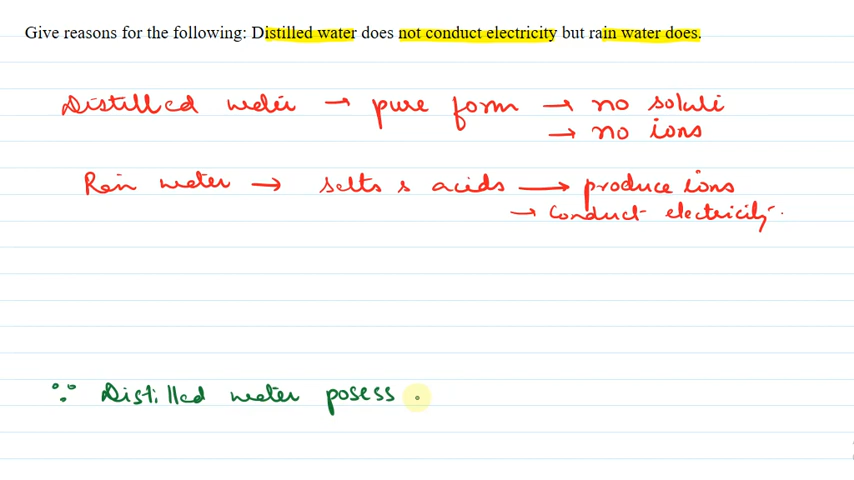 Give reasons for the following: Distilled water does not conduct electricity but rain water does.
Distilled water → pure form → no soluti
→ no ions
Rain water → salts & acids → produce ions
→ conduct electricity.
∵ Distilled water posess